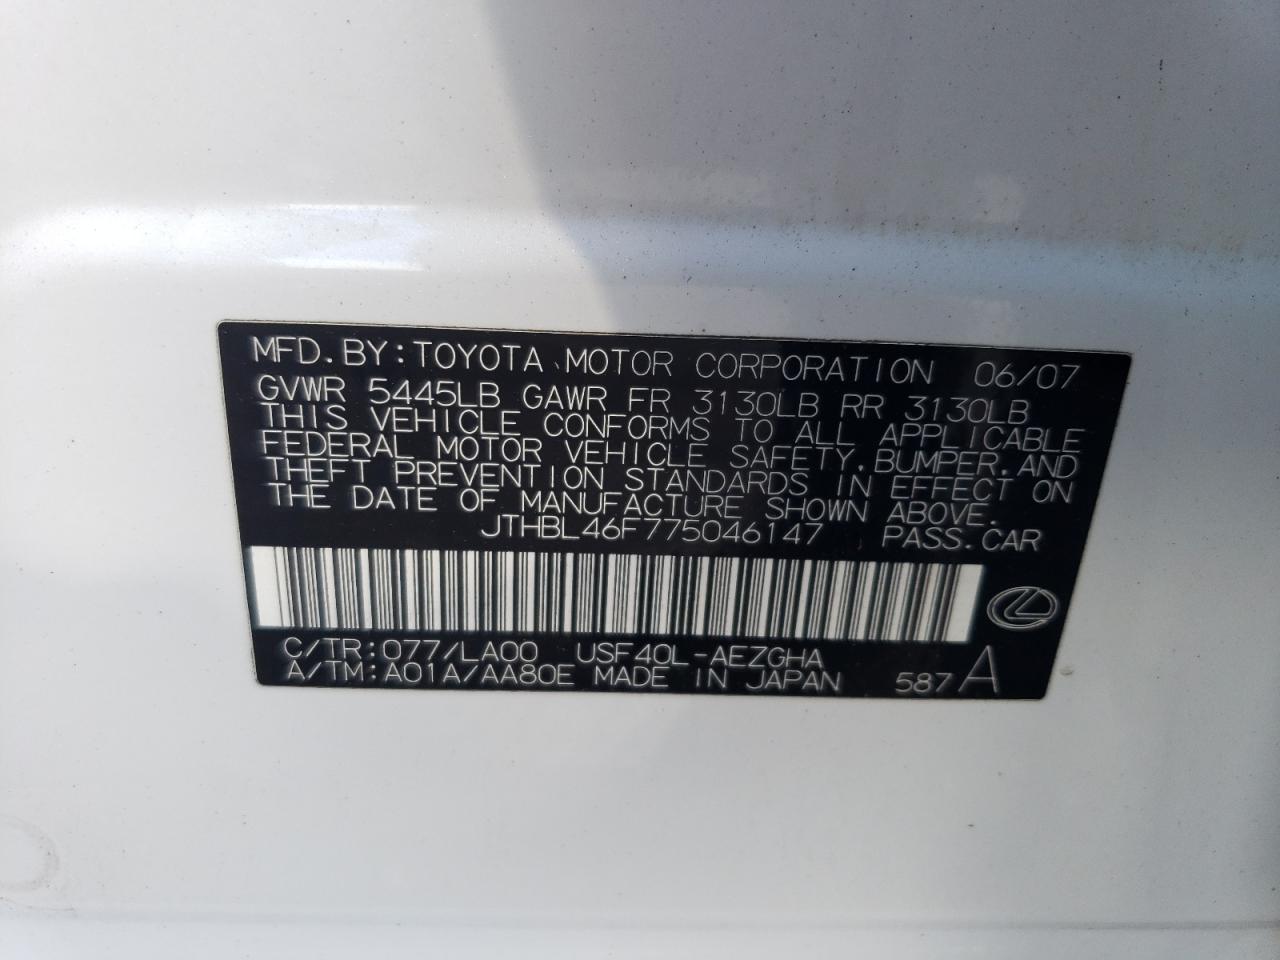 MFD.BY:TOYOTA MOTOR CORPORATION 06/07
GVWR 5445LB GAWR FR 3130LB RR 3130LB
THIS VEHICLE CONFORMS TO ALL APPLICABLE
FEDERAL MOTOR VEHICLE SAFETY,BUMPER,AND
THEFT PREVENTION STANDARDS IN EFFECT ON
THE DATE OF MANUFACTURE SHOWN ABOVE.
JTHBL46F775046147 PASS.CAR
C/TR:077/LA00 USF40L-AEZGHA
A/TM:A01A/AA80E MADE IN JAPAN 587A